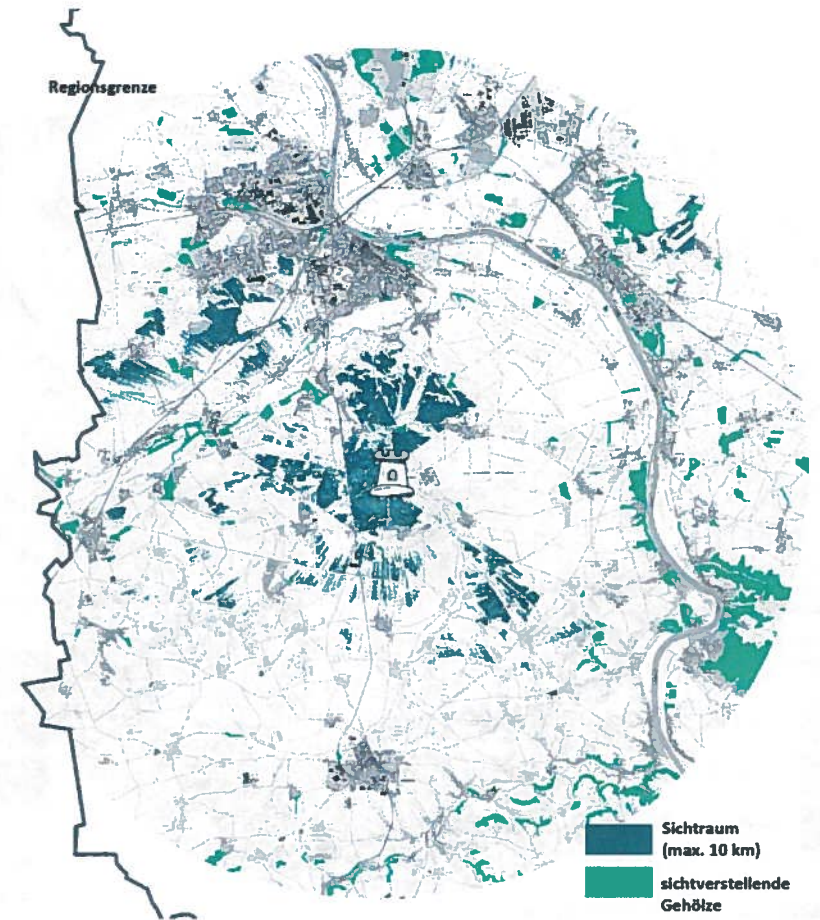 Regionsgrenze
Sichtraum
(max. 10 km)
sichtverstellende
Gehölze